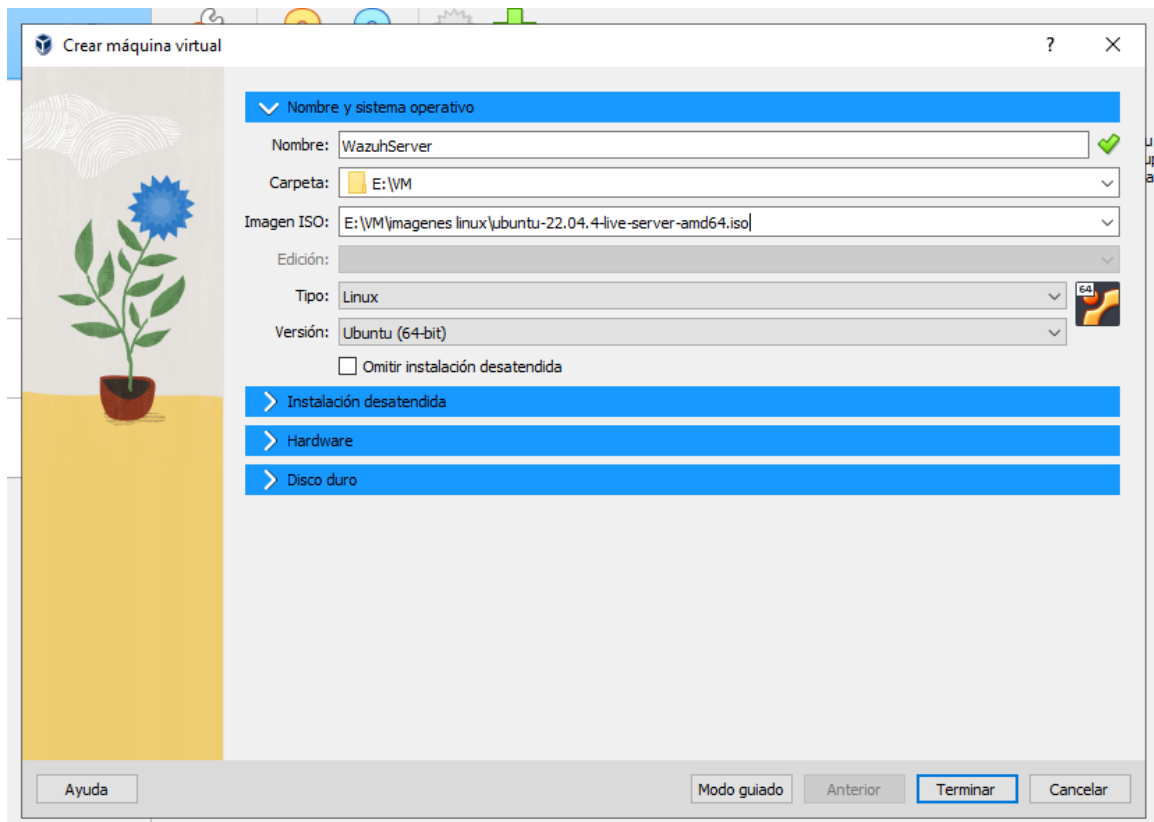 Crear máquina virtual
?
Nombre y sistema operativo
Nombre: WazuhServer
Carpeta: E:\VM
Imagen ISO: E:\VM\imagenes linux\ubuntu-22.04.4-live-server-amd64.iso
Edición:
Tipo: Linux
64
Versión: Ubuntu (64-bit)
Omitir instalación desatendida
Instalación desatendida
Hardware
Disco duro
Ayuda Modo guiado Anterior Terminar Cancelar